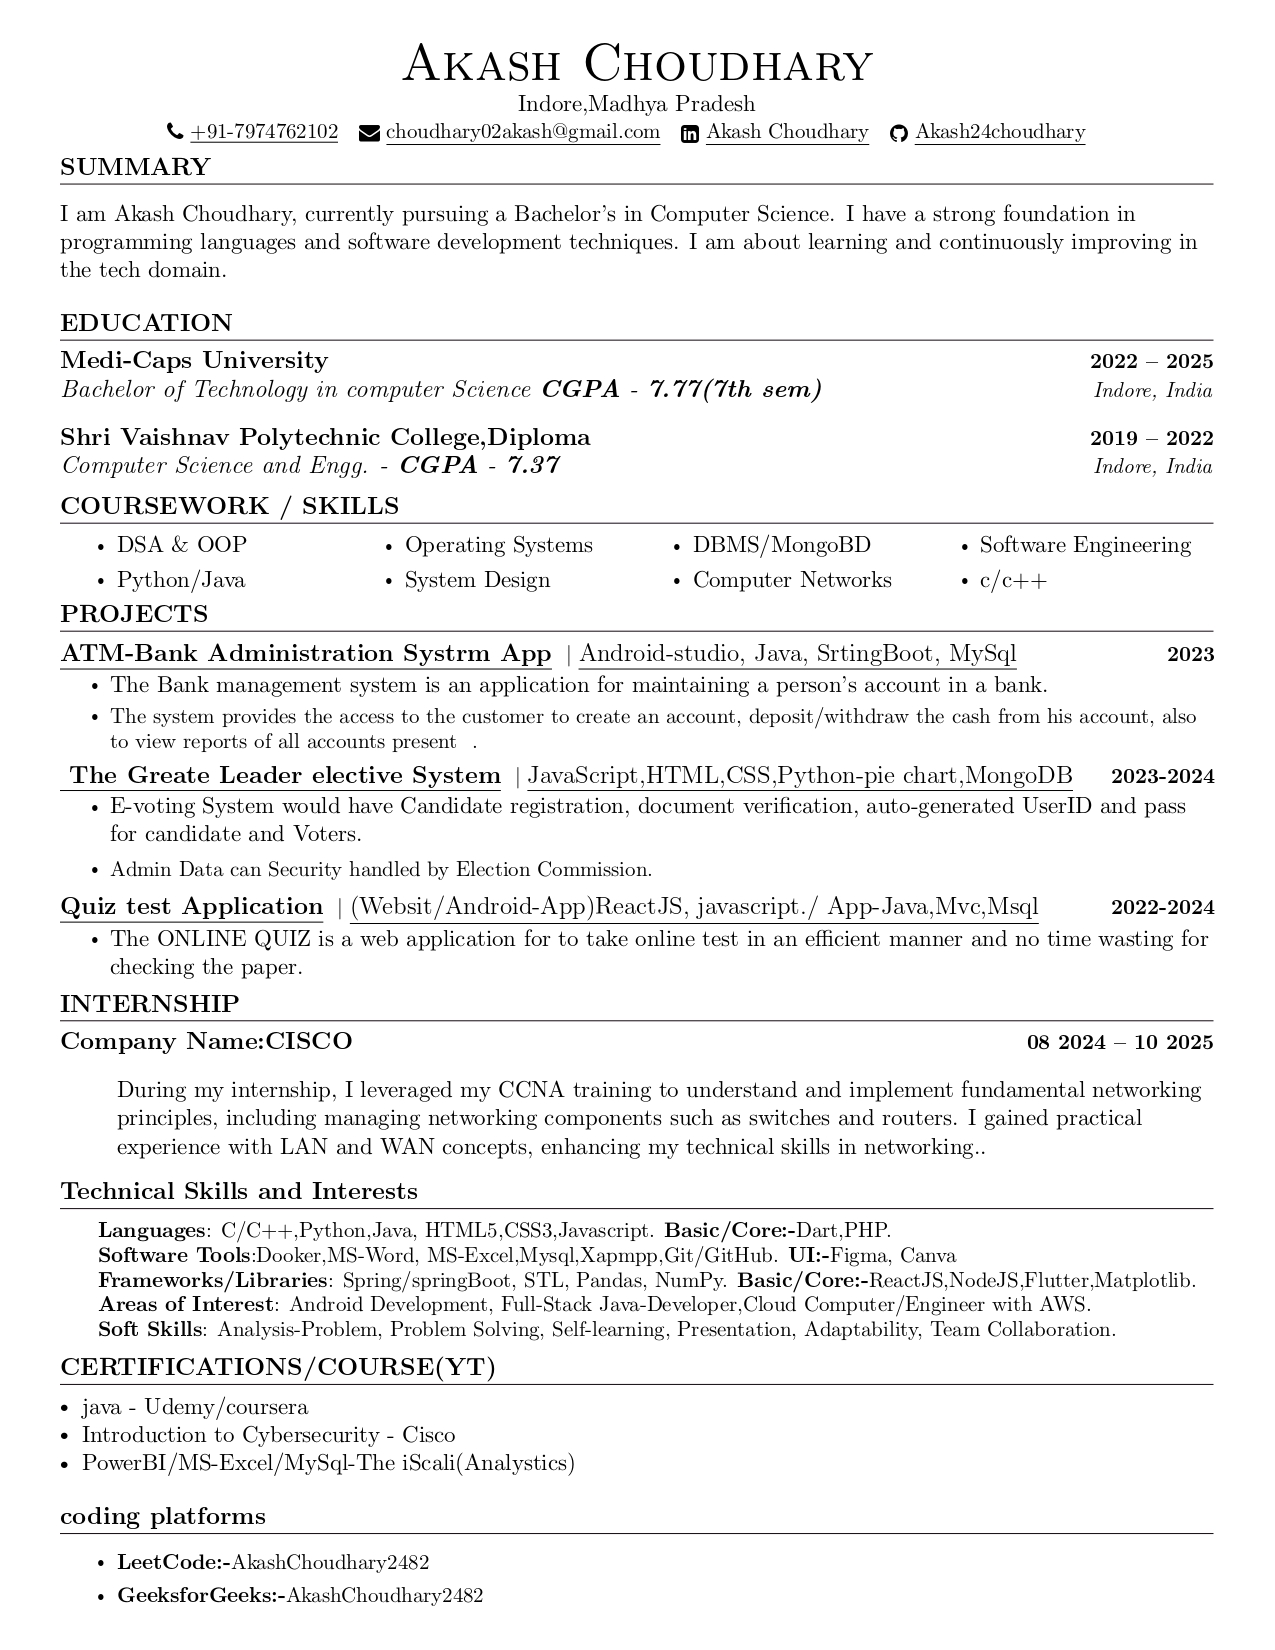 Akash Choudhary
Indore,Madhya Pradesh
+91-7974762102 choudhary02akash@gmail.com Akash Choudhary Akash24choudhary
SUMMARY
I am Akash Choudhary, currently pursuing a Bachelor's in Computer Science. I have a strong foundation in
programming languages and software development techniques. I am about learning and continuously improving in
the tech domain.
EDUCATION
Medi-Caps University 2022 – 2025
Bachelor of Technology in computer Science CGPA - 7.77(7th sem) Indore, India
Shri Vaishnav Polytechnic College,Diploma 2019 – 2022
Computer Science and Engg. - CGPA - 7.37 Indore, India
COURSEWORK / SKILLS
• DSA & OOP • Operating Systems • DBMS/MongoBD • Software Engineering
• Python/Java • System Design • Computer Networks • c/c++
PROJECTS
ATM-Bank Administration Systrm App | Android-studio, Java, SrtingBoot, MySql 2023
• The Bank management system is an application for maintaining a person's account in a bank.
• The system provides the access to the customer to create an account, deposit/withdraw the cash from his account, also
to view reports of all accounts present .
The Greate Leader elective System | JavaScript,HTML,CSS,Python-pie chart,MongoDB 2023-2024
• E-voting System would have Candidate registration, document verification, auto-generated UserID and pass
for candidate and Voters.
• Admin Data can Security handled by Election Commission.
Quiz test Application | (Websit/Android-App)ReactJS, javascript./ App-Java,Mvc,Msql 2022-2024
• The ONLINE QUIZ is a web application for to take online test in an efficient manner and no time wasting for
checking the paper.
INTERNSHIP
Company Name:CISCO 08 2024 – 10 2025
During my internship, I leveraged my CCNA training to understand and implement fundamental networking
principles, including managing networking components such as switches and routers. I gained practical
experience with LAN and WAN concepts, enhancing my technical skills in networking..
Technical Skills and Interests
Languages: C/C++,Python,Java, HTML5,CSS3,Javascript. Basic/Core:-Dart,PHP.
Software Tools:Dooker,MS-Word, MS-Excel,Mysql,Xapmpp,Git/GitHub. UI:-Figma, Canva
Frameworks/Libraries: Spring/springBoot, STL, Pandas, NumPy. Basic/Core:-ReactJS,NodeJS,Flutter,Matplotlib.
Areas of Interest: Android Development, Full-Stack Java-Developer,Cloud Computer/Engineer with AWS.
Soft Skills: Analysis-Problem, Problem Solving, Self-learning, Presentation, Adaptability, Team Collaboration.
CERTIFICATIONS/COURSE(YT)
• java - Udemy/coursera
• Introduction to Cybersecurity - Cisco
• PowerBI/MS-Excel/MySql-The iScali(Analystics)
coding platforms
• LeetCode:-AkashChoudhary2482
• GeeksforGeeks:-AkashChoudhary2482